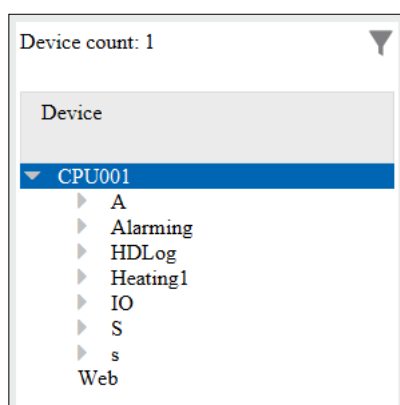 Device count: 1
Device
CPU001
A
Alarming
HDLog
Heating1
IO
S
s
Web